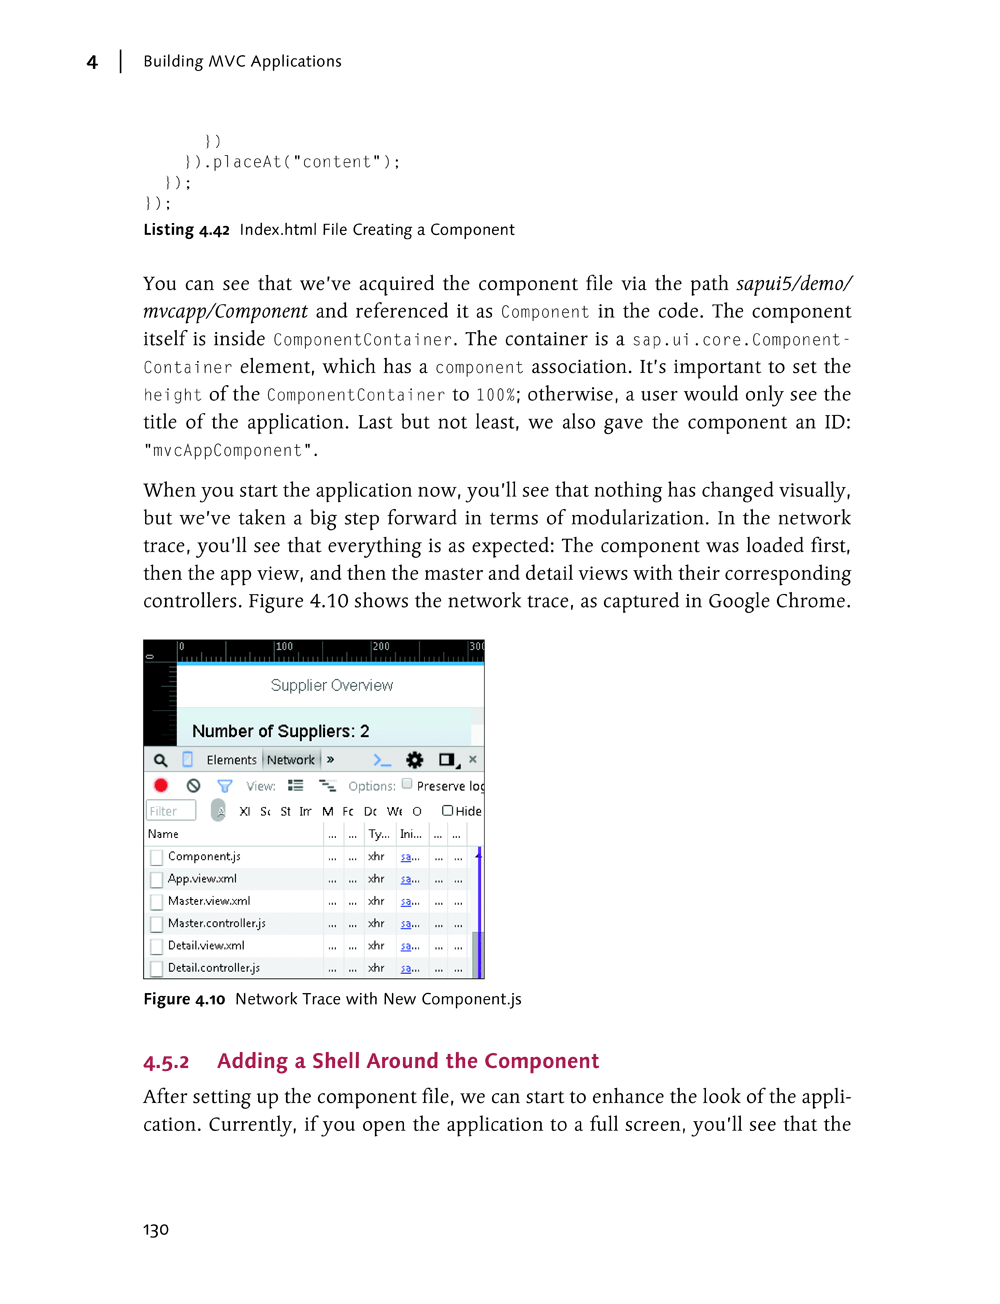 4 | Building MVC Applications
})
}).placeAt("content");
});
});
Listing 4.42 Index.html File Creating a Component
You can see that we've acquired the component file via the path sapui5/demo/
mvcapp/Component and referenced it as Component in the code. The component
itself is inside ComponentContainer. The container is a sap.ui.core.Component-
Container element, which has a component association. It's important to set the
height of the ComponentContainer to 100%; otherwise, a user would only see the
title of the application. Last but not least, we also gave the component an ID:
"mvcAppComponent".
When you start the application now, you'll see that nothing has changed visually,
but we've taken a big step forward in terms of modularization. In the network
trace, you'll see that everything is as expected: The component was loaded first,
then the app view, and then the master and detail views with their corresponding
controllers. Figure 4.10 shows the network trace, as captured in Google Chrome.
0 100 200 300
0
Supplier Overview
Number of Suppliers: 2
Elements Network »
View: Options: Preserve log
Filter Hide
Name ... ... Ty... Ini... ... ...
Component.js ... ... xhr sa... ... ...
App.view.xml ... ... xhr sa... ... ...
Master.view.xml ... ... xhr sa... ... ...
Master.controller.js ... ... xhr sa... ... ...
Detail.view.xml ... ... xhr sa... ... ...
Detail.controller.js ... ... xhr sa... ... ...
Figure 4.10 Network Trace with New Component.js
4.5.2 Adding a Shell Around the Component
After setting up the component file, we can start to enhance the look of the appli-
cation. Currently, if you open the application to a full screen, you'll see that the
130